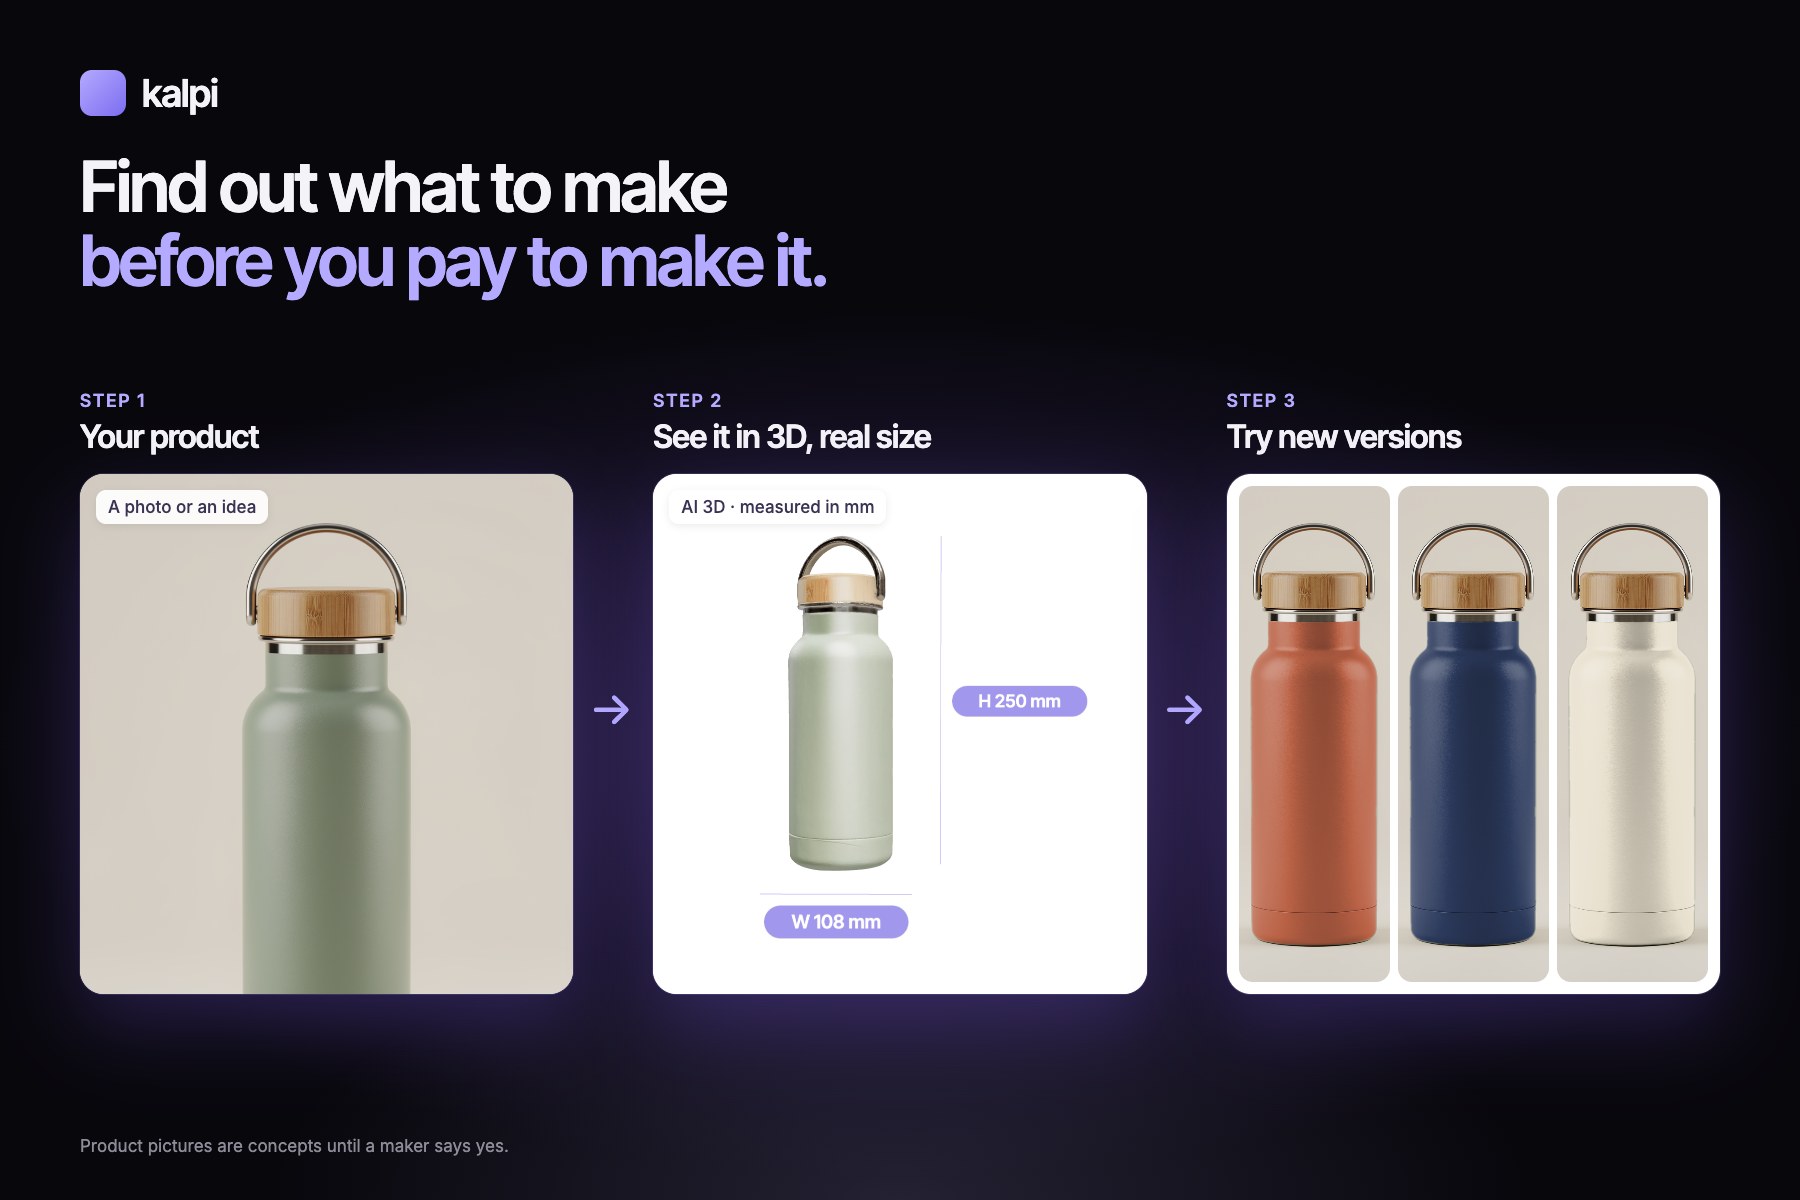 kalpi
Find out what to make
before you pay to make it.
STEP 1
Your product
A photo or an idea
STEP 2
See it in 3D, real size
AI 3D · measured in mm
H 250 mm
W 108 mm
STEP 3
Try new versions
Product pictures are concepts until a maker says yes.